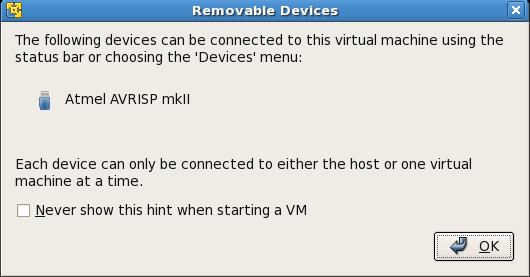 Removable Devices
The following devices can be connected to this virtual machine using the
status bar or choosing the 'Devices' menu:
Atmel AVRISP mkII
Each device can only be connected to either the host or one virtual
machine at a time.
Never show this hint when starting a VM
OK